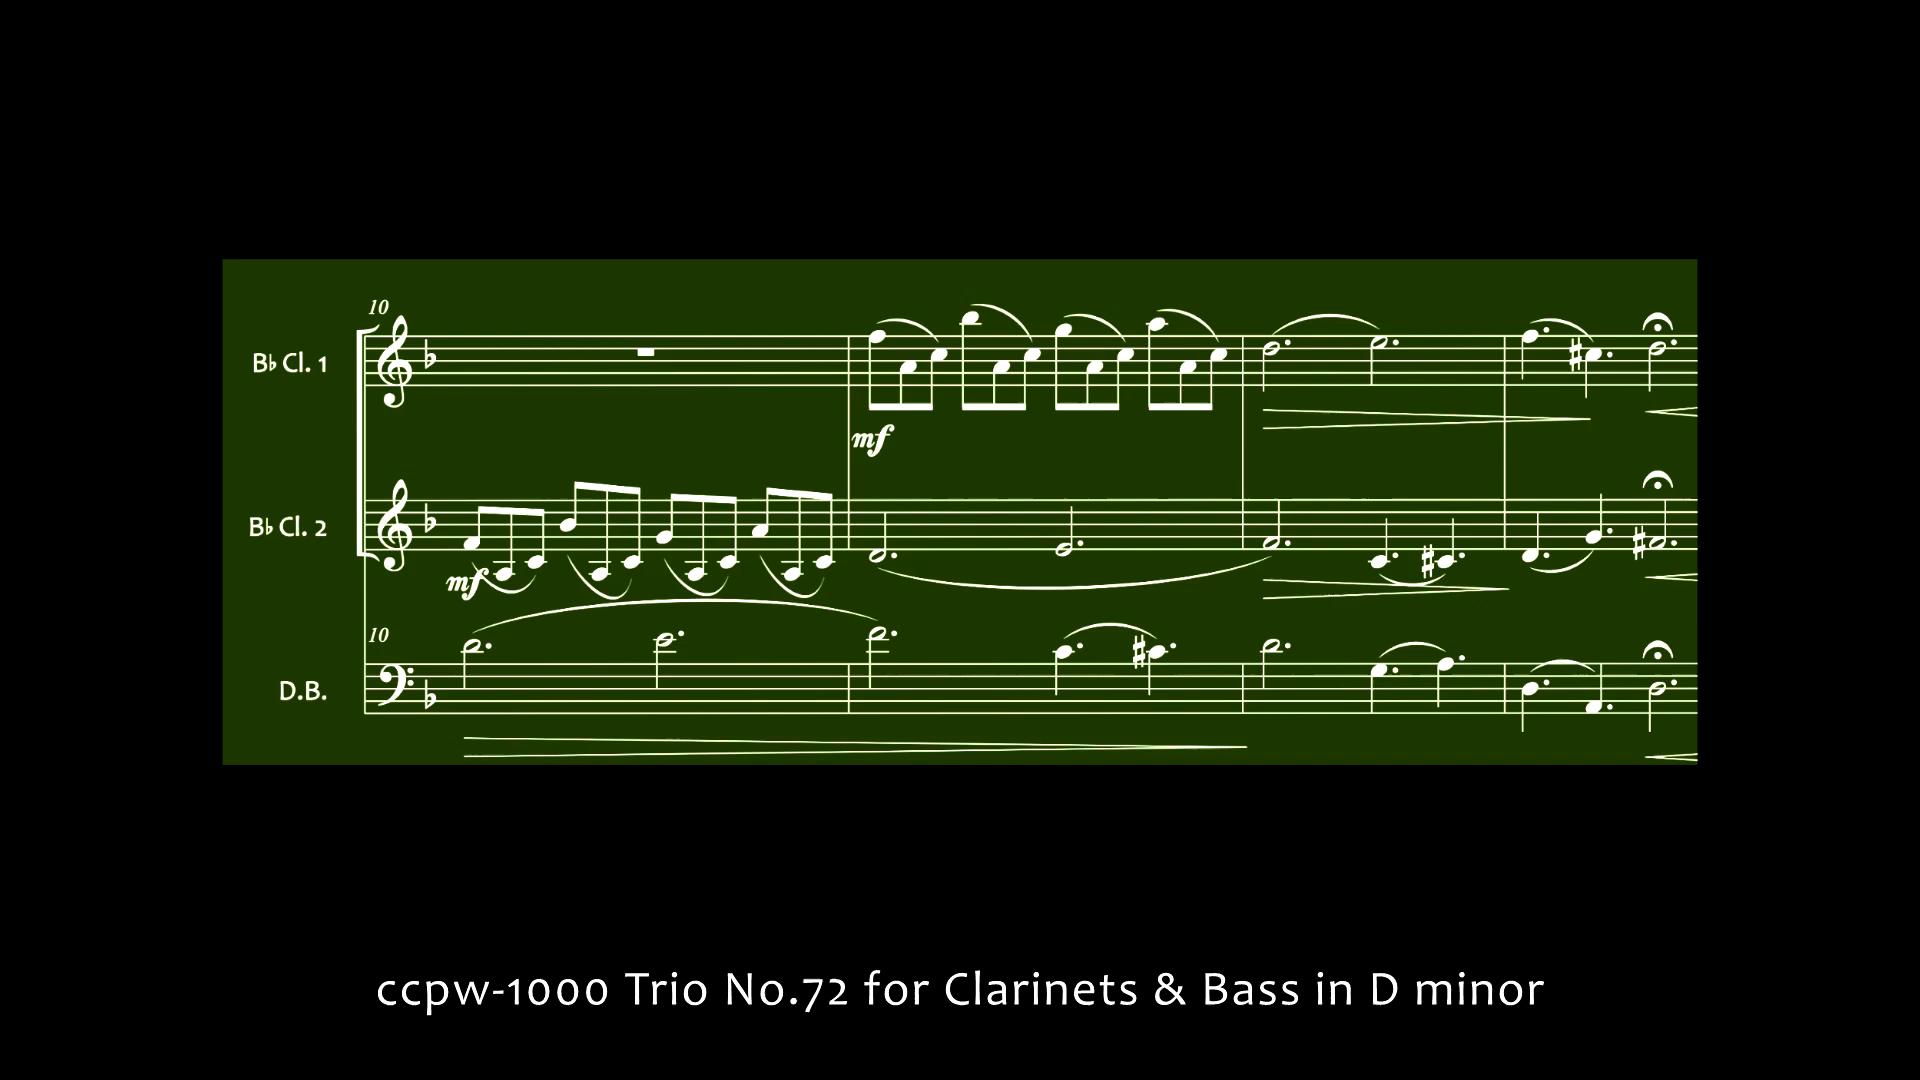 10
B♭ Cl. 1
mf
B♭ Cl. 2
mf
10
D.B.
ccpw-1000 Trio No.72 for Clarinets & Bass in D minor